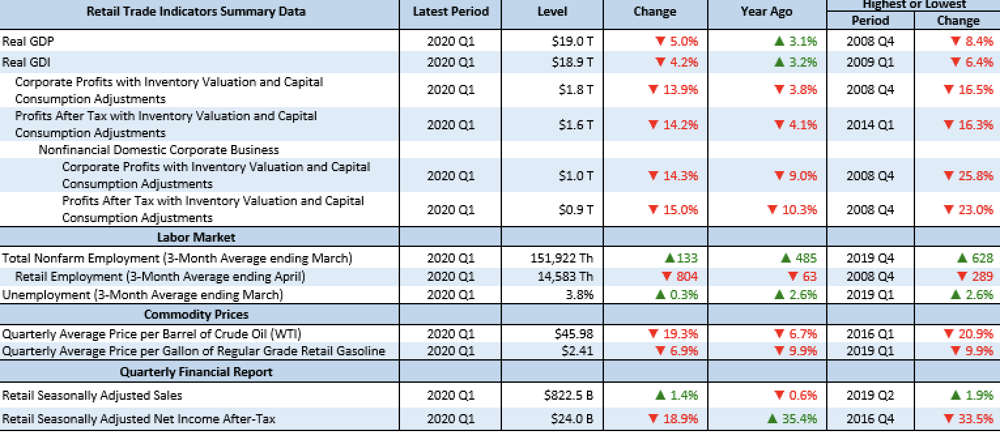 Retail Trade Indicators Summary Data Latest Period Level Change Year Ago Highest or Lowest
Period Change
Real GDP 2020 Q1 $19.0 T ▼ 5.0% ▲ 3.1% 2008 Q4 ▼ 8.4%
Real GDI 2020 Q1 $18.9 T ▼ 4.2% ▲ 3.2% 2009 Q1 ▼ 6.4%
Corporate Profits with Inventory Valuation and Capital
Consumption Adjustments 2020 Q1 $1.8 T ▼ 13.9% ▼ 3.8% 2008 Q4 ▼ 16.5%
Profits After Tax with Inventory Valuation and Capital
Consumption Adjustments 2020 Q1 $1.6 T ▼ 14.2% ▼ 4.1% 2014 Q1 ▼ 16.3%
Nonfinancial Domestic Corporate Business
Corporate Profits with Inventory Valuation and Capital
Consumption Adjustments 2020 Q1 $1.0 T ▼ 14.3% ▼ 9.0% 2008 Q4 ▼ 25.8%
Profits After Tax with Inventory Valuation and Capital
Consumption Adjustments 2020 Q1 $0.9 T ▼ 15.0% ▼ 10.3% 2008 Q4 ▼ 23.0%
Labor Market
Total Nonfarm Employment (3-Month Average ending March) 2020 Q1 151,922 Th ▲133 ▲ 485 2019 Q4 ▲ 628
Retail Employment (3-Month Average ending April) 2020 Q1 14,583 Th ▼ 804 ▼ 63 2008 Q4 ▼ 289
Unemployment (3-Month Average ending March) 2020 Q1 3.8% ▲ 0.3% ▲ 2.6% 2019 Q1 ▲ 2.6%
Commodity Prices
Quarterly Average Price per Barrel of Crude Oil (WTI) 2020 Q1 $45.98 ▼ 19.3% ▼ 6.7% 2016 Q1 ▼ 20.9%
Quarterly Average Price per Gallon of Regular Grade Retail Gasoline 2020 Q1 $2.41 ▼ 6.9% ▼ 9.9% 2019 Q1 ▼ 9.9%
Quarterly Financial Report
Retail Seasonally Adjusted Sales 2020 Q1 $822.5 B ▲ 1.4% ▼ 0.6% 2019 Q2 ▲ 1.9%
Retail Seasonally Adjusted Net Income After-Tax 2020 Q1 $24.0 B ▼ 18.9% ▲ 35.4% 2016 Q4 ▼ 33.5%